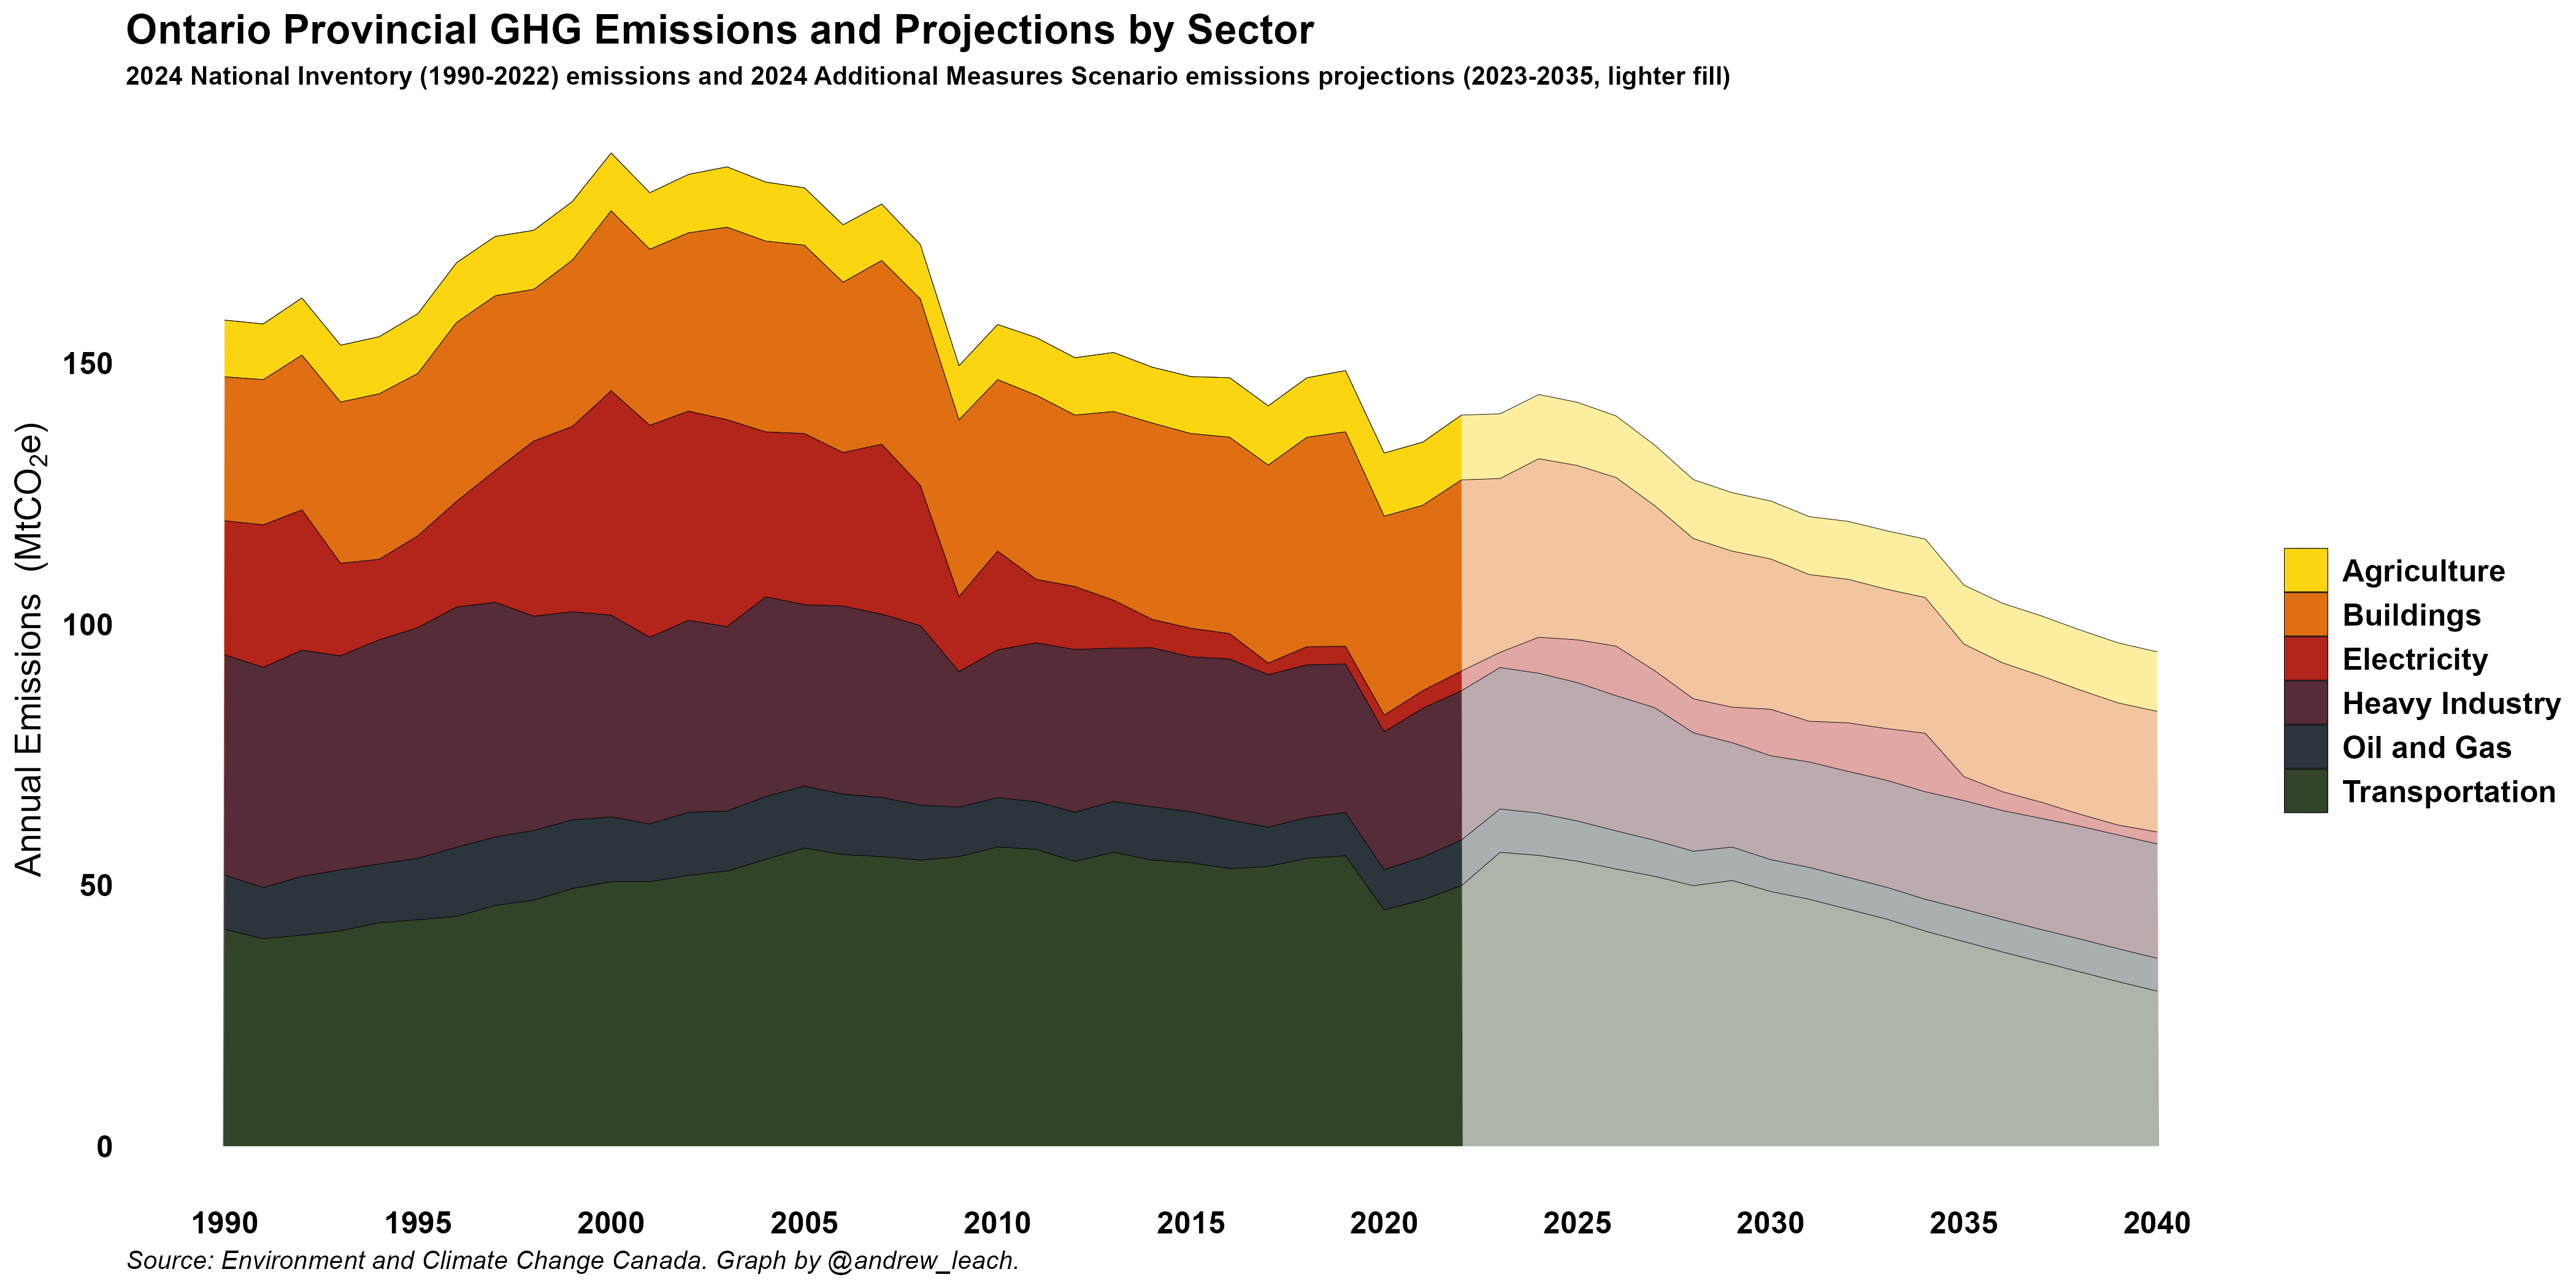 Ontario Provincial GHG Emissions and Projections by Sector
2024 National Inventory (1990-2022) emissions and 2024 Additional Measures Scenario emissions projections (2023-2035, lighter fill)
Annual Emissions (MtCO₂e)
150
100
50
0
Agriculture
Buildings
Electricity
Heavy Industry
Oil and Gas
Transportation
1990 1995 2000 2005 2010 2015 2020 2025 2030 2035 2040
Source: Environment and Climate Change Canada. Graph by @andrew_leach.